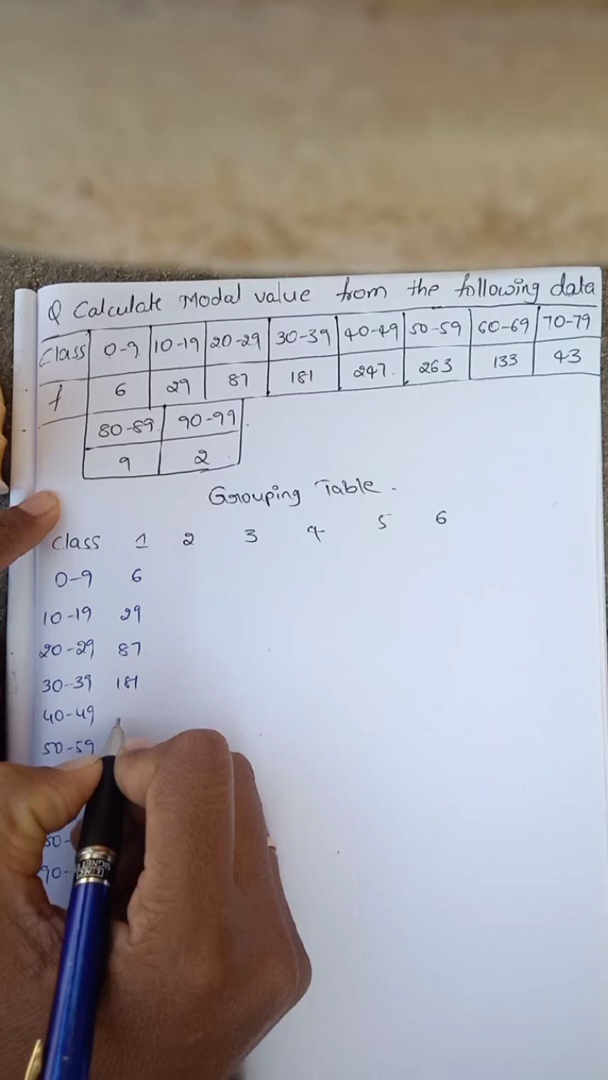 Q Calculate Modal value from the following data
Class 0-9 10-19 20-29 30-39 40-49 50-59 60-69 70-79
f 6 29 87 181 247 263 133 43
80-89 90-99
9 2
Grouping Table -
Class 1 2 3 4 5 6
0-9 6
10-19 29
20-29 87
30-39 181
40-49
50-59